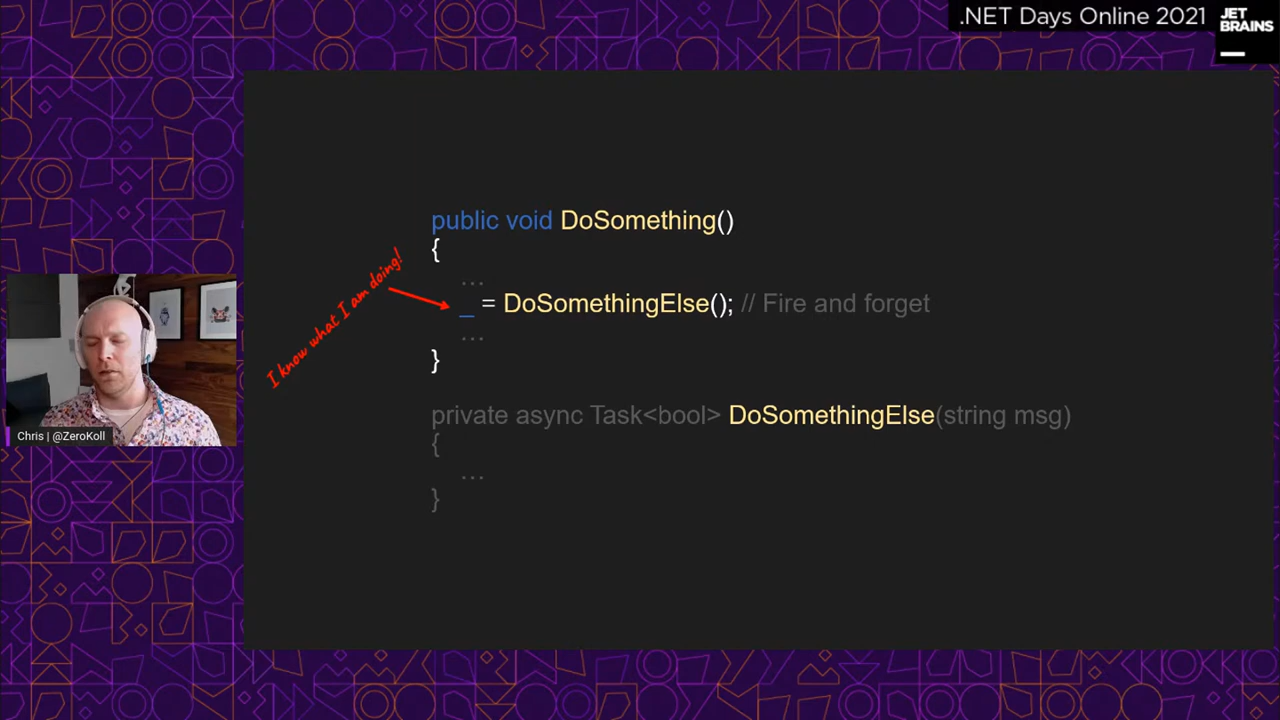 .NET Days Online 2021
JET
BRAINS
public void DoSomething()
{
...
_ = DoSomethingElse(); // Fire and forget
...
}
I know what I am doing!
private async Task<bool> DoSomethingElse(string msg)
{
...
}
Chris | @ZeroKoll